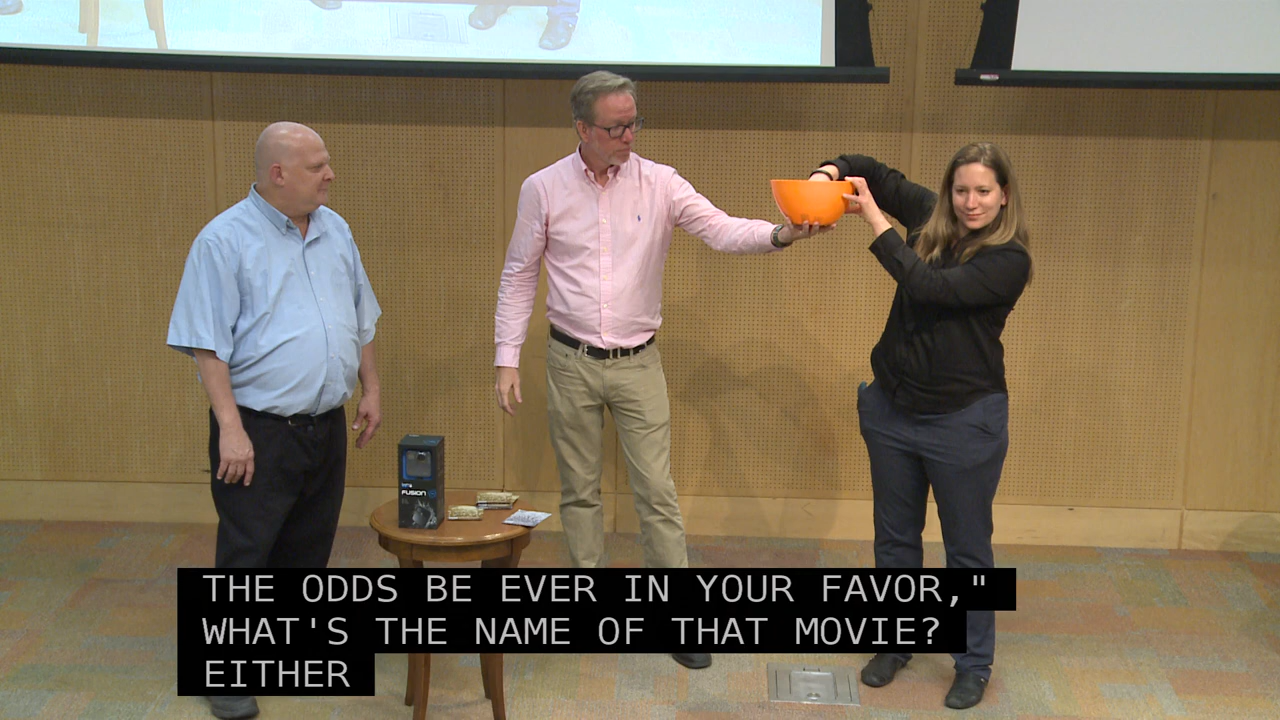 FUSION
THE ODDS BE EVER IN YOUR FAVOR,"
WHAT'S THE NAME OF THAT MOVIE?
EITHER